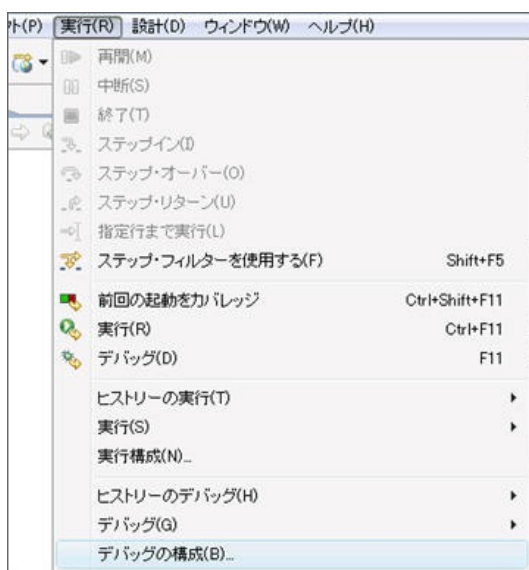 ト(P) 実行(R) 設計(D) ウィンドウ(W) ヘルプ(H)
再開(M)
中断(S)
終了(T)
ステップイン(I)
ステップ・オーバー(O)
ステップ・リターン(U)
指定行まで実行(L)
ステップ・フィルターを使用する(F) Shift+F5
前回の起動をカバレッジ Ctrl+Shift+F11
実行(R) Ctrl+F11
デバッグ(D) F11
ヒストリーの実行(T)
実行(S)
実行構成(N)...
ヒストリーのデバッグ(H)
デバッグ(G)
デバッグの構成(B)...